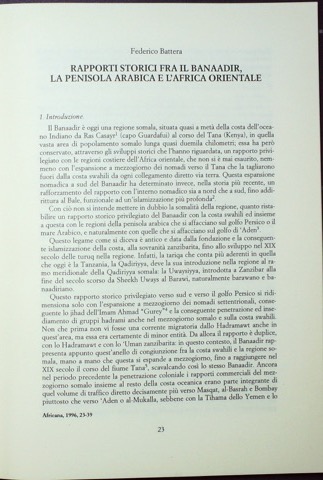 Federico Battera
RAPPORTI STORICI FRA IL BANAADIR,
LA PENISOLA ARABICA E L'AFRICA ORIENTALE
1. Introduzione
Il Banaadir è oggi una regione somala, situata quasi a metà della costa dell'ocea-
no Indiano da Ras Casayr¹ (capo Guardafui) al corso del Tana (Kenya), in quella
vasta area di popolamento somalo lunga quasi duemila chilometri; essa ha però
conservato, attraverso gli sviluppi storici che l'hanno riguardata, un rapporto privi-
legiato con le regioni costiere dell'Africa orientale, che non si è mai esaurito, nem-
meno con l'espansione a mezzogiorno dei nomadi verso il Tana che la tagliarono
fuori dalla costa swahili da ogni collegamento diretto via terra. Questa espansione
nomadica a sud del Banaadir ha determinato invece, nella storia più recente, un
rafforzamento del rapporto con l'interno nomadico sia a nord che a sud, fino addi-
rittura al Bale, funzionale ad un'islamizzazione più profonda².
Con ciò non si intende mettere in dubbio la somalità della regione, quanto rista-
bilire un rapporto storico privilegiato del Banaadir con la costa swahili ed insieme
a questa con le regioni della penisola arabica che si affacciano sul golfo Persico o il
mare Arabico, e naturalmente con quelle che si affacciano sul golfo di 'Aden³.
Questo legame come si diceva è antico e data dalla fondazione e la conseguen-
te islamizzazione della costa, alla sovranità zanzibarita, fino allo sviluppo nel XIX
secolo delle turuq nella regione. Infatti, la tariqa che conta più aderenti in quella
che oggi è la Tanzania, la Qadiriyya, deve la sua introduzione nella regione al ra-
mo meridionale della Qadiriyya somala: la Uwaysiyya, introdotta a Zanzibar alla
fine del secolo scorso da Sheekh Uways al Barawi, naturalmente barawano e ba-
naadiriano.
Questo rapporto storico privilegiato verso sud e verso il golfo Persico si ridi-
mensiona solo con l'espansione a mezzogiorno dei nomadi settentrionali, conse-
guente lo jihad dell'Imam Ahmad "Gurey"⁴ e la conseguente penetrazione ed inse-
diamento di gruppi hadrami anche nel mezzogiorno somalo e sulla costa swahili.
Non che prima non vi fosse una corrente migratoria dallo Hadramawt anche in
quest'area, ma essa era certamente di minor entità. Da allora il rapporto è duplice,
con lo Hadramawt e con lo 'Uman zanzibarita: in questo contesto, il Banaadir rap-
presenta appunto quest'anello di congiunzione fra la costa swahili e la regione so-
mala, mano a mano che questa si espande a mezzogiorno, fino a raggiungere nel
XIX secolo il corso del fiume Tana⁵, scavalcando così lo stesso Banaadir. Ancora
nel periodo precedente la penetrazione coloniale i rapporti commerciali del mez-
zogiorno somalo insieme al resto della costa oceanica erano parte integrante di
quel volume di traffico diretto decisamente più verso Masqat, al-Basrah e Bombay
piuttosto che verso 'Aden o al-Mukalla, sebbene con la Tihama dello Yemen e lo
Africana, 1996, 23-39
23